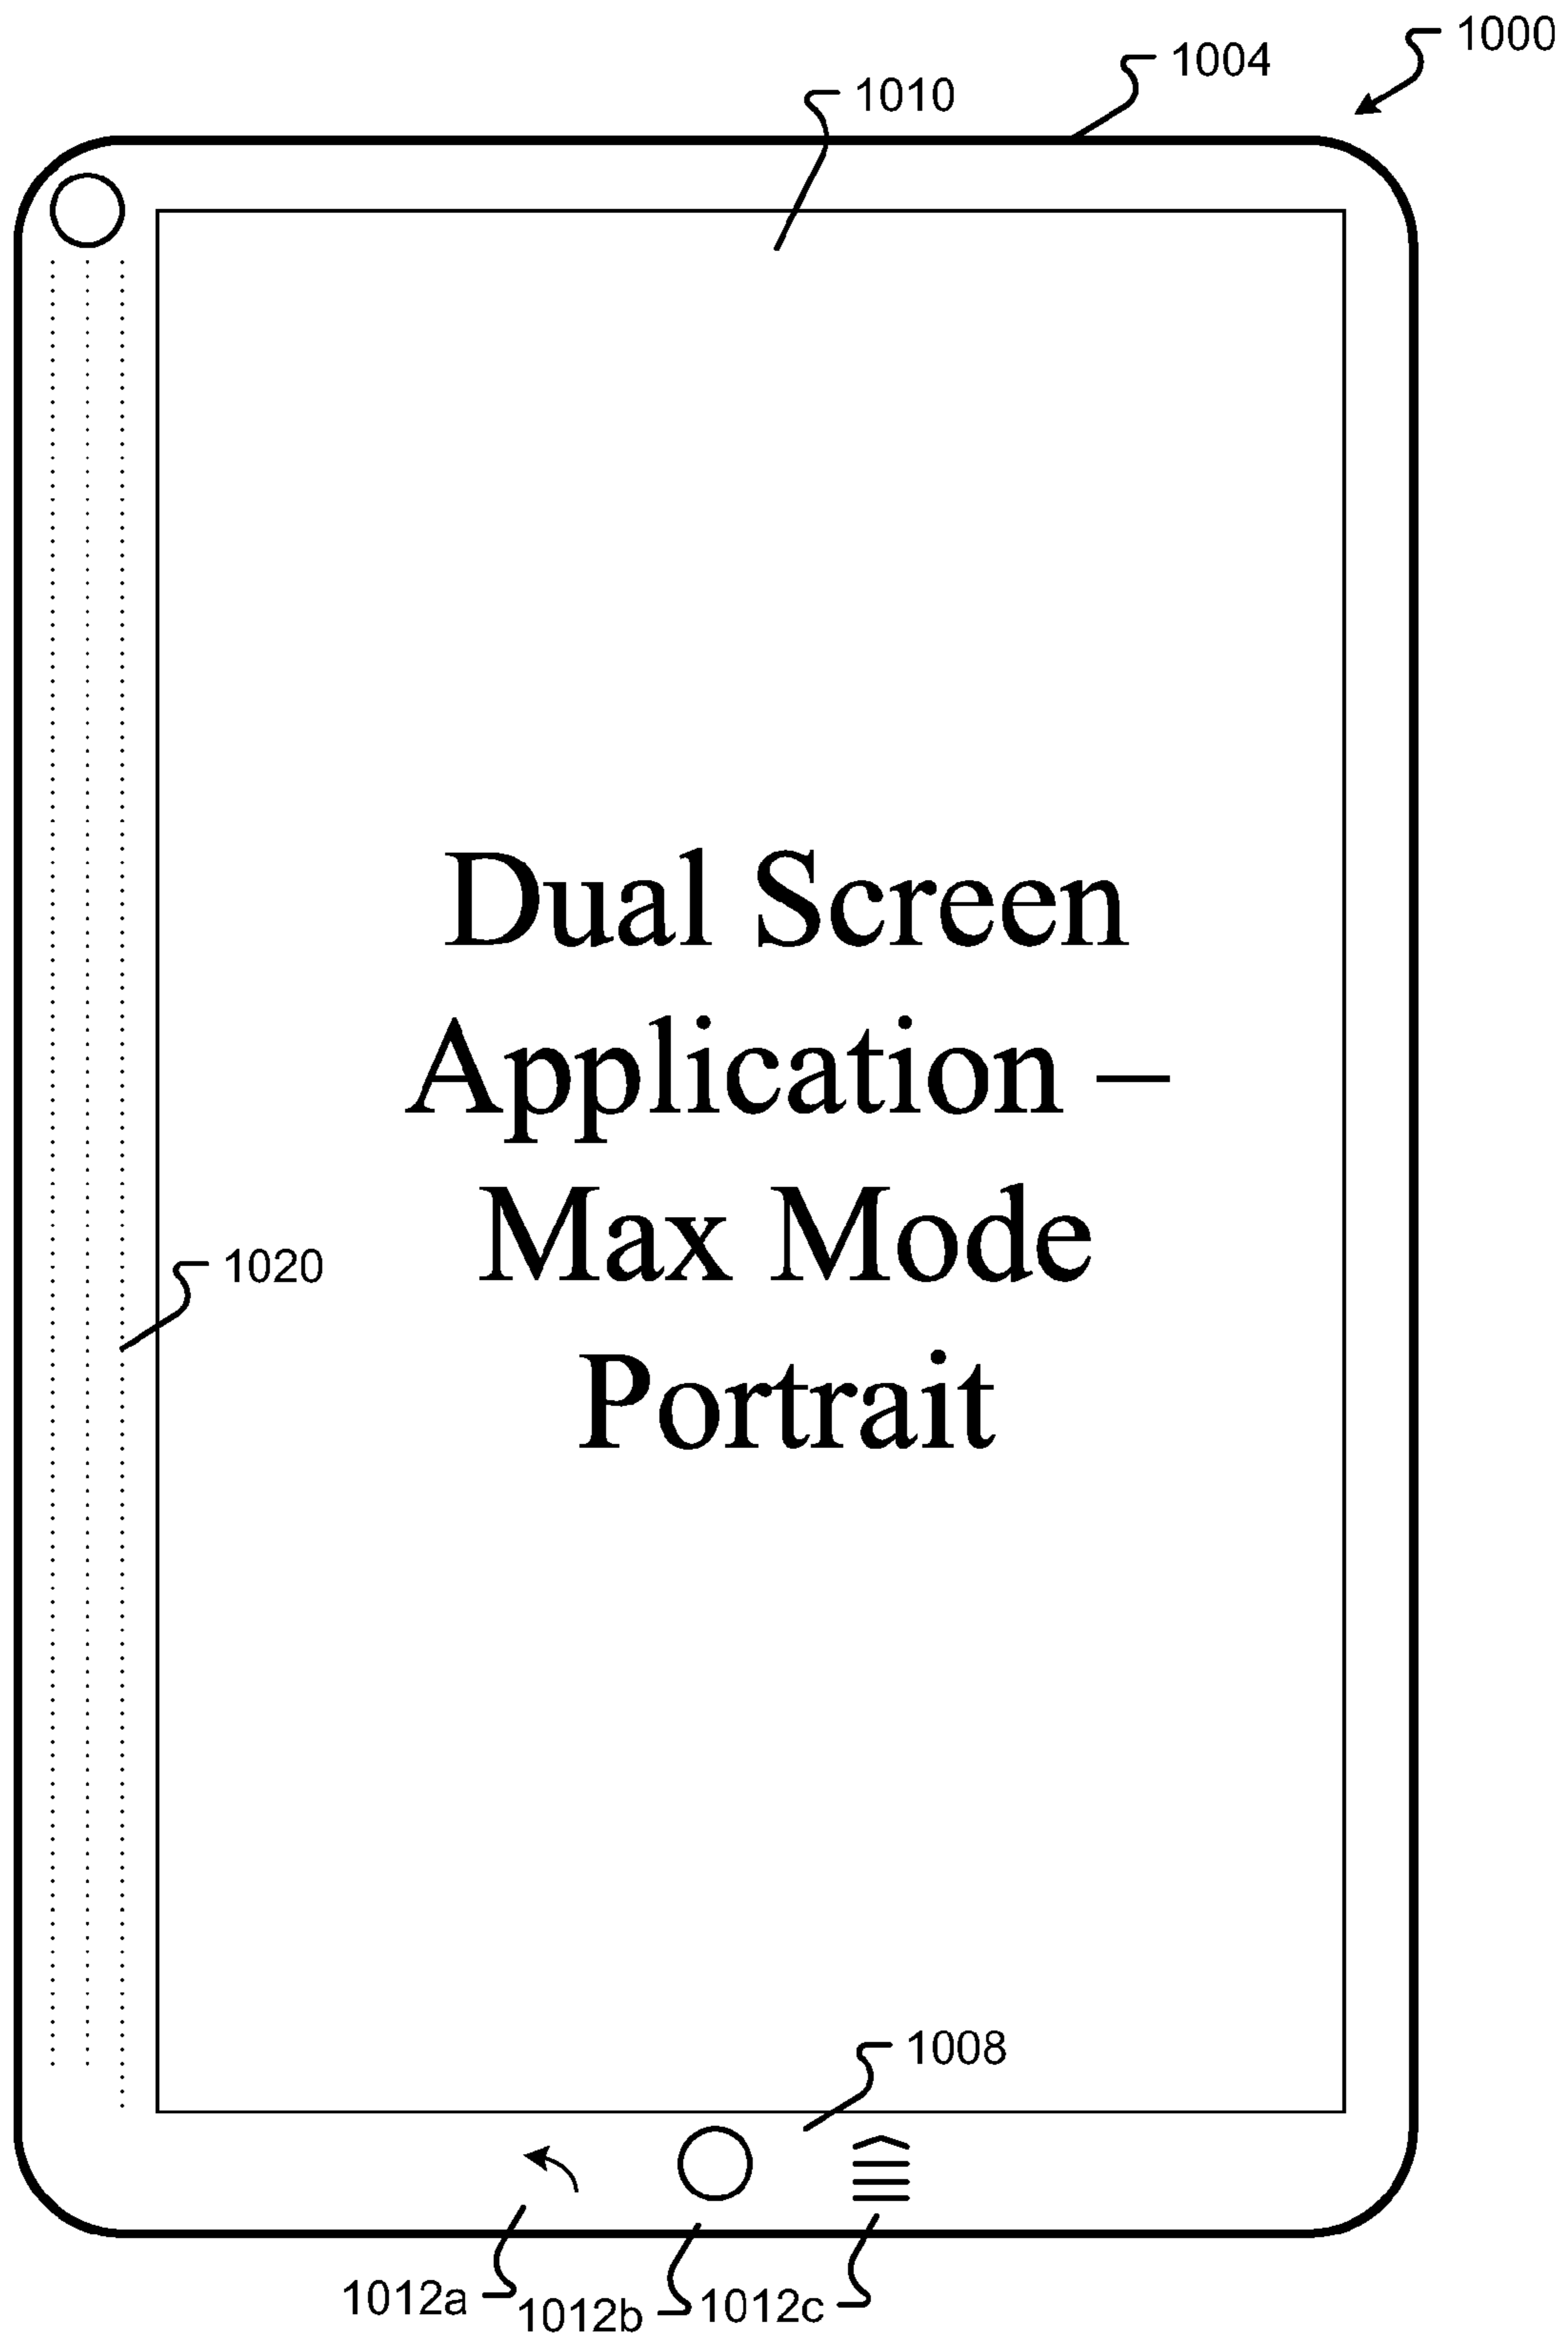 1000
1004
1010
Dual Screen
Application –
Max Mode
Portrait
1020
1008
1012a
1012b
1012c